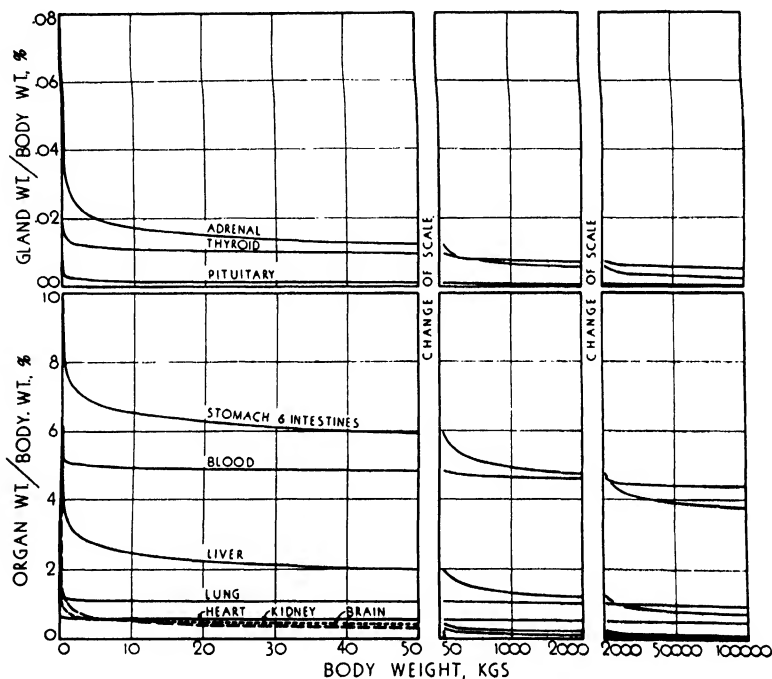 GLAND WT./BODY WT., %
.08
.06
.04
.02
.00
ADRENAL
THYROID
PITUITARY
CHANGE OF SCALE
CHANGE OF SCALE
ORGAN WT./BODY. WT., %
10
8
6
4
2
0
STOMACH & INTESTINES
BLOOD
LIVER
LUNG
HEART KIDNEY BRAIN
0 10 20 30 40 50 50 1000 2000 2000 50000 100000
BODY WEIGHT, KGS